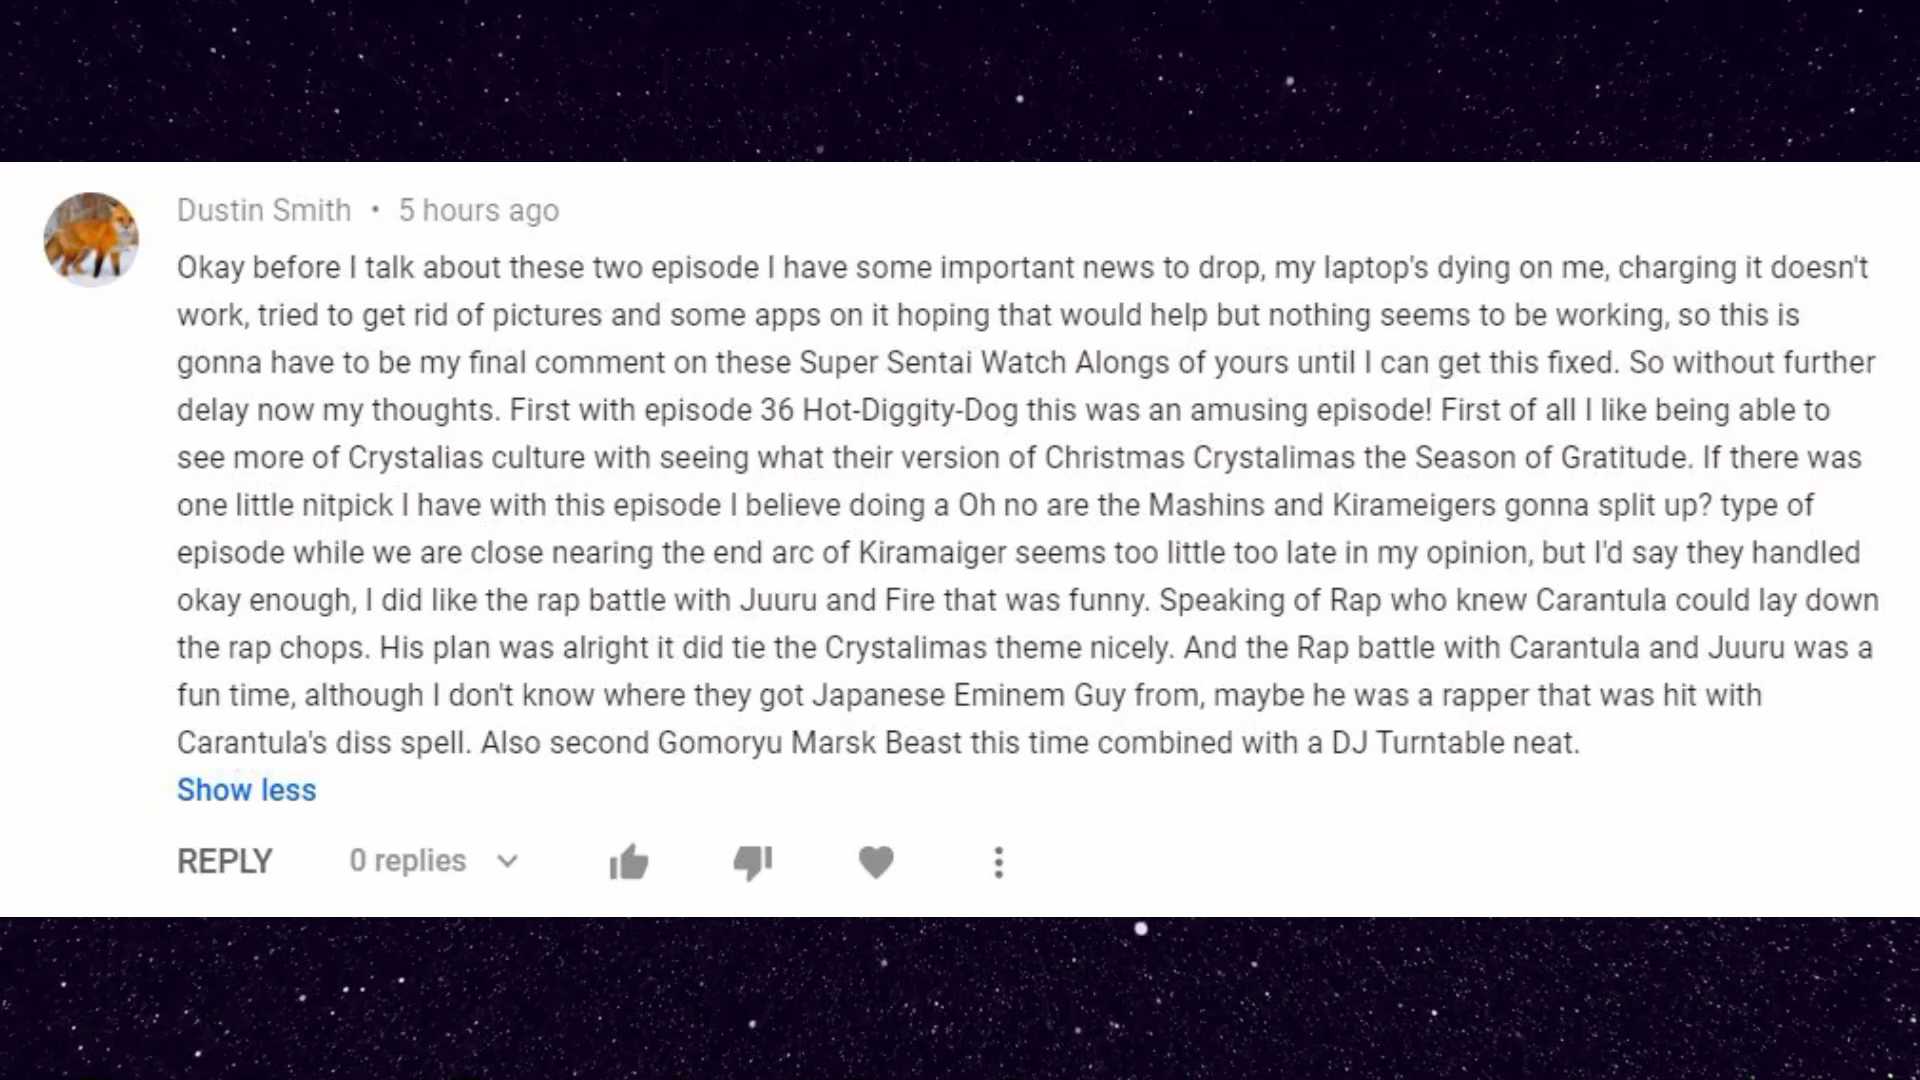 Dustin Smith • 5 hours ago
Okay before I talk about these two episode I have some important news to drop, my laptop's dying on me, charging it doesn't
work, tried to get rid of pictures and some apps on it hoping that would help but nothing seems to be working, so this is
gonna have to be my final comment on these Super Sentai Watch Alongs of yours until I can get this fixed. So without further
delay now my thoughts. First with episode 36 Hot-Diggity-Dog this was an amusing episode! First of all I like being able to
see more of Crystalias culture with seeing what their version of Christmas Crystalimas the Season of Gratitude. If there was
one little nitpick I have with this episode I believe doing a Oh no are the Mashins and Kirameigers gonna split up? type of
episode while we are close nearing the end arc of Kiramaiger seems too little too late in my opinion, but I'd say they handled
okay enough, I did like the rap battle with Juuru and Fire that was funny. Speaking of Rap who knew Carantula could lay down
the rap chops. His plan was alright it did tie the Crystalimas theme nicely. And the Rap battle with Carantula and Juuru was a
fun time, although I don't know where they got Japanese Eminem Guy from, maybe he was a rapper that was hit with
Carantula's diss spell. Also second Gomoryu Marsk Beast this time combined with a DJ Turntable neat.
Show less
REPLY 0 replies